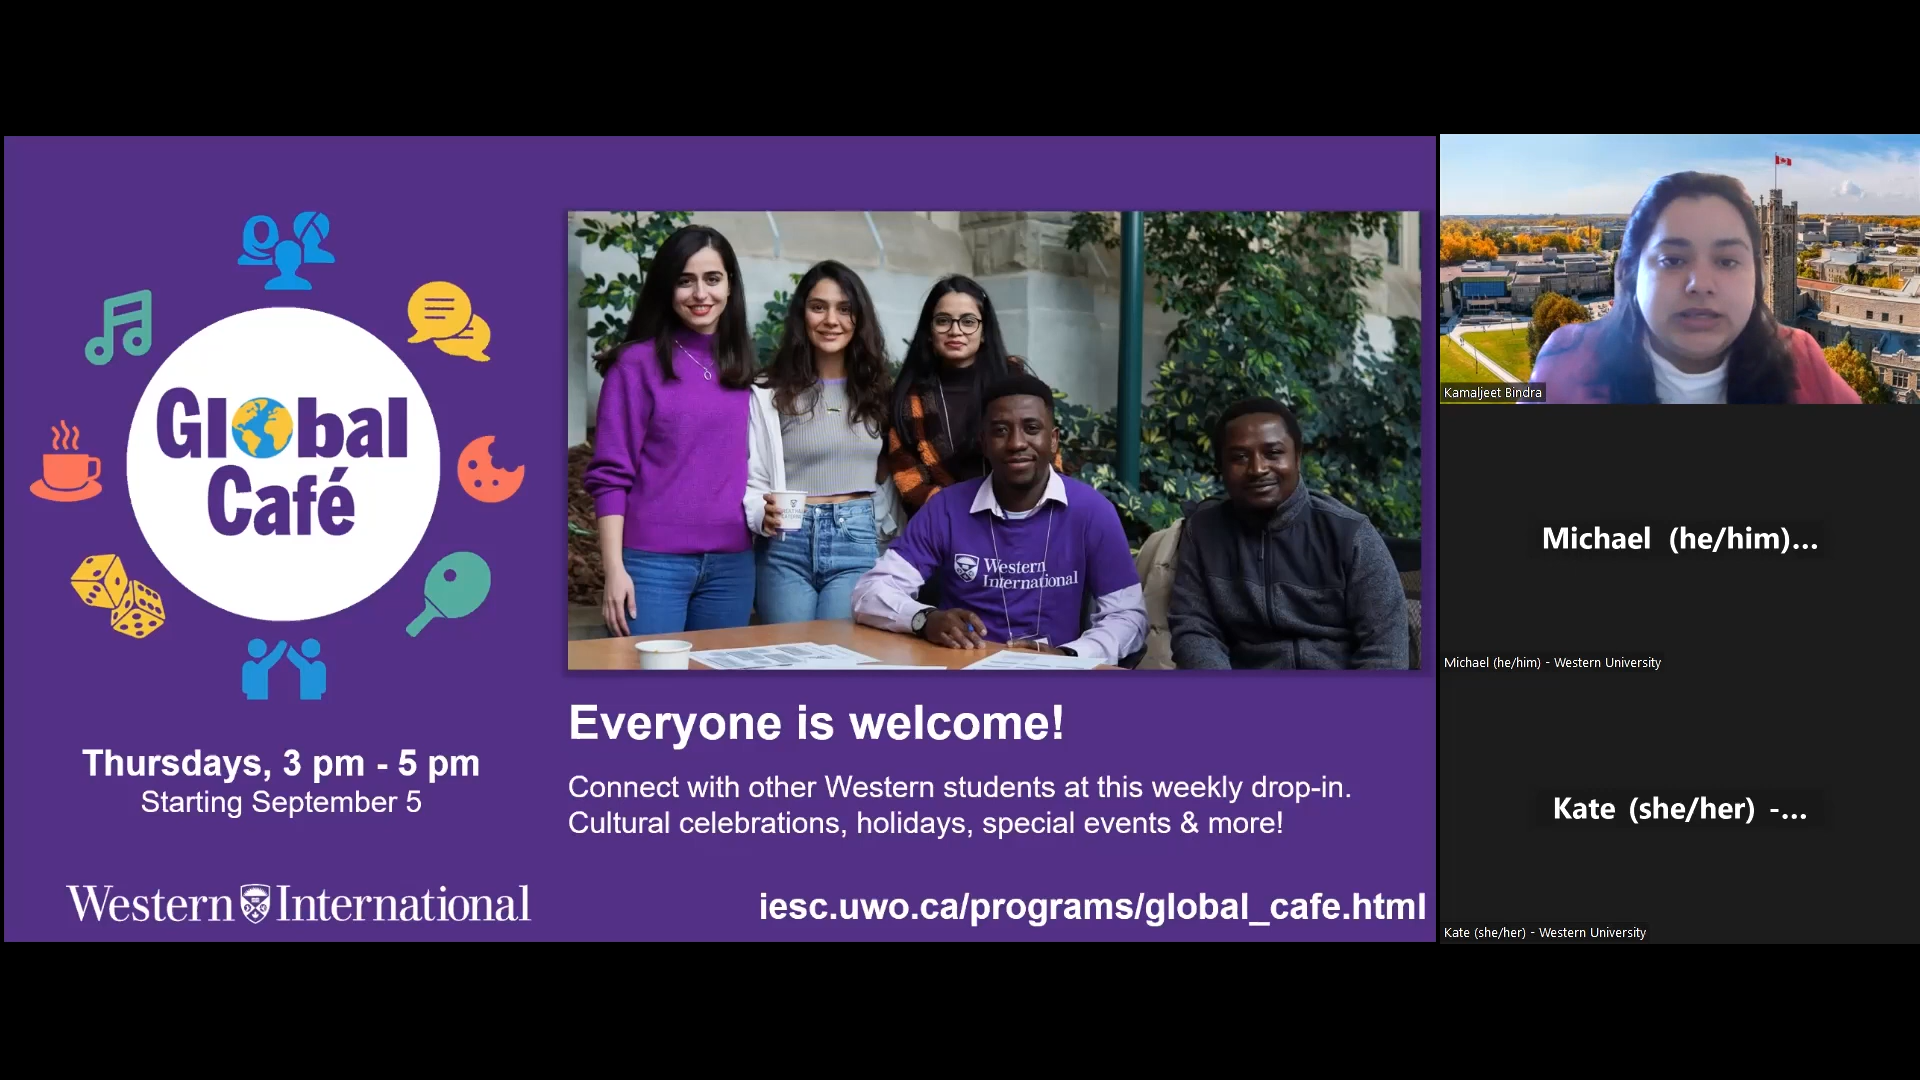 Global
Café
Thursdays, 3 pm - 5 pm
Starting September 5
Western International
Western
International
Everyone is welcome!
Connect with other Western students at this weekly drop-in.
Cultural celebrations, holidays, special events & more!
iesc.uwo.ca/programs/global_cafe.html
Kamaljeet Bindra
Michael (he/him)...
Michael (he/him) - Western University
Kate (she/her) -...
Kate (she/her) - Western University